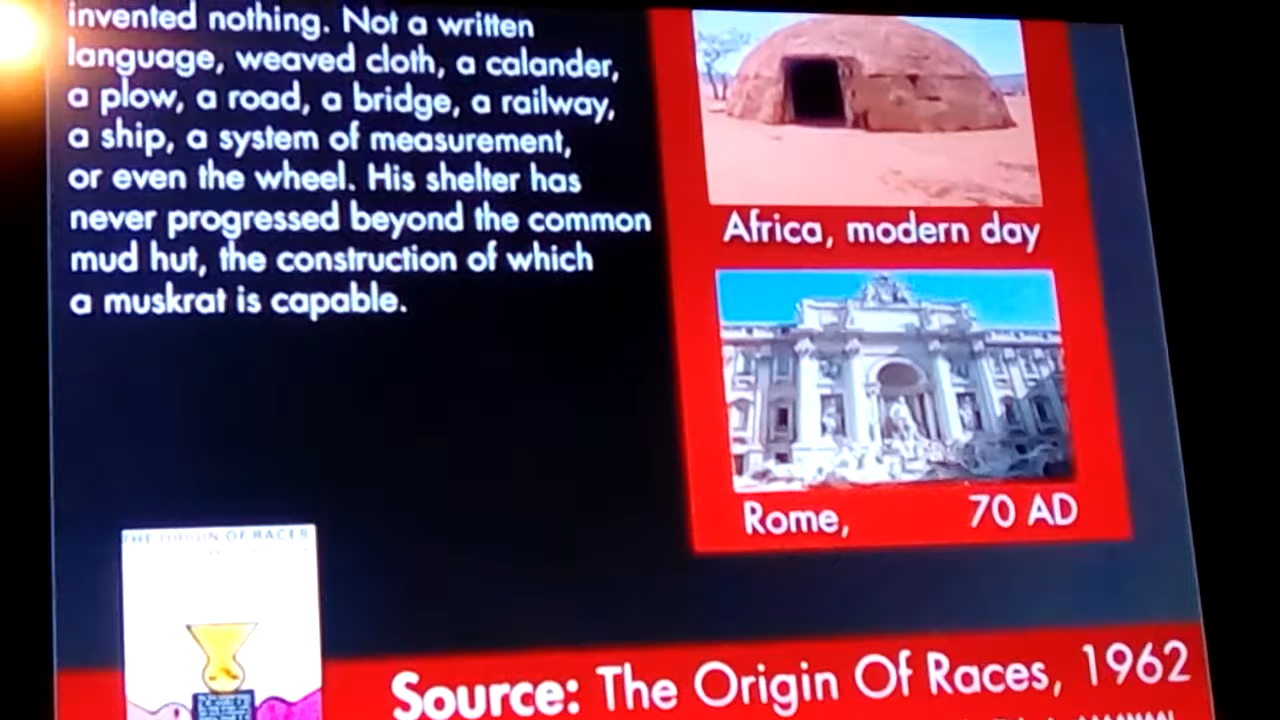 invented nothing. Not a written
language, weaved cloth, a calander,
a plow, a road, a bridge, a railway,
a ship, a system of measurement,
or even the wheel. His shelter has
never progressed beyond the common
mud hut, the construction of which
a muskrat is capable.
Africa, modern day
Rome, 70 AD
THE ORIGIN OF RACES
Source: The Origin Of Races, 1962